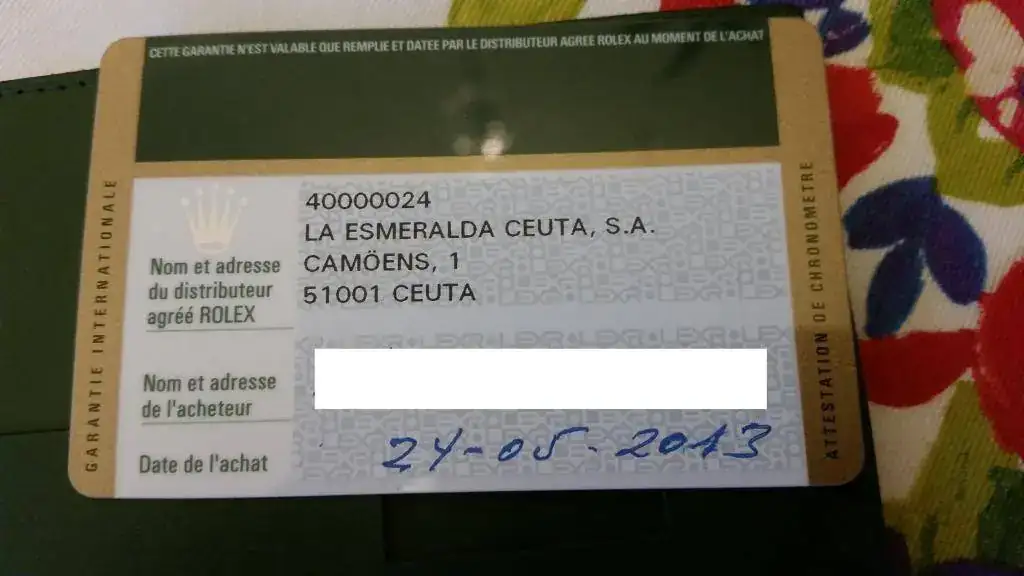 CETTE GARANTIE N'EST VALABLE QUE REMPLIE ET DATEE PAR LE DISTRIBUTEUR AGREE ROLEX AU MOMENT DE L'ACHAT
GARANTIE INTERNATIONALE
Nom et adresse
du distributeur
agréé ROLEX
40000024
LA ESMERALDA CEUTA, S.A.
CAMÖENS, 1
51001 CEUTA
Nom et adresse
de l'acheteur
Date de l'achat
24-05-2013
ATTESTATION DE CHRONOMETRE